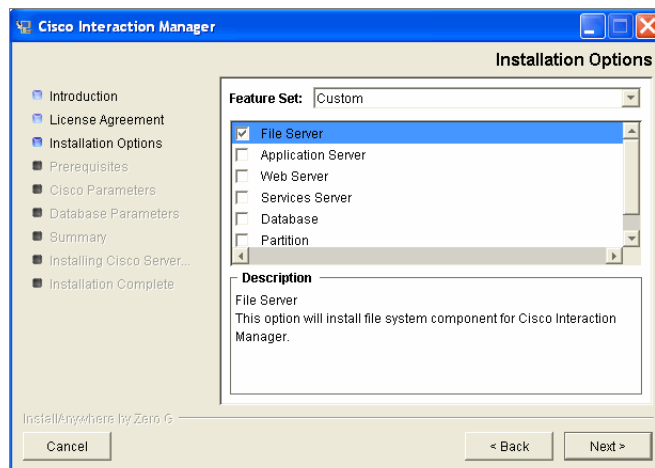 Cisco Interaction Manager
Installation Options
Introduction
License Agreement
Installation Options
Prerequisites
Cisco Parameters
Database Parameters
Summary
Installing Cisco Server...
Installation Complete
Feature Set: Custom
File Server
Application Server
Web Server
Services Server
Database
Partition
Description
File Server
This option will install file system component for Cisco Interaction
Manager.
InstallAnywhere by Zero G
Cancel
< Back
Next >